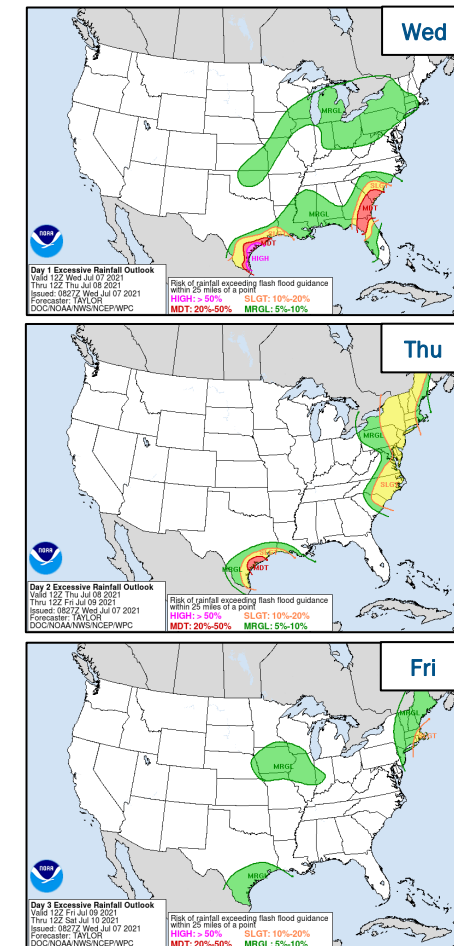 Wed
MRGL
SLGT
MDT
MRGL
MDT
HIGH
NOAA
Day 1 Excessive Rainfall Outlook
Valid 12Z Wed Jul 07 2021
Thru 12Z Thu Jul 08 2021
Issued: 0827Z Wed Jul 07 2021
Forecaster: TAYLOR
DOC/NOAA/NWS/NCEP/WPC
Risk of rainfall exceeding flash flood guidance
within 25 miles of a point
HIGH: > 50% SLGT: 10%-20%
MDT: 20%-50% MRGL: 5%-10%
Thu
MRGL
SLGT
MRGL
MDT
NOAA
Day 2 Excessive Rainfall Outlook
Valid 12Z Thu Jul 08 2021
Thru 12Z Fri Jul 09 2021
Issued: 0827Z Wed Jul 07 2021
Forecaster: TAYLOR
DOC/NOAA/NWS/NCEP/WPC
Risk of rainfall exceeding flash flood guidance
within 25 miles of a point
HIGH: > 50% SLGT: 10%-20%
MDT: 20%-50% MRGL: 5%-10%
Fri
MRGL
SLGT
MRGL
MRGL
NOAA
Day 3 Excessive Rainfall Outlook
Valid 12Z Fri Jul 09 2021
Thru 12Z Sat Jul 10 2021
Issued: 0827Z Wed Jul 07 2021
Forecaster: TAYLOR
DOC/NOAA/NWS/NCEP/WPC
Risk of rainfall exceeding flash flood guidance
within 25 miles of a point
HIGH: > 50% SLGT: 10%-20%
MDT: 20%-50% MRGL: 5%-10%